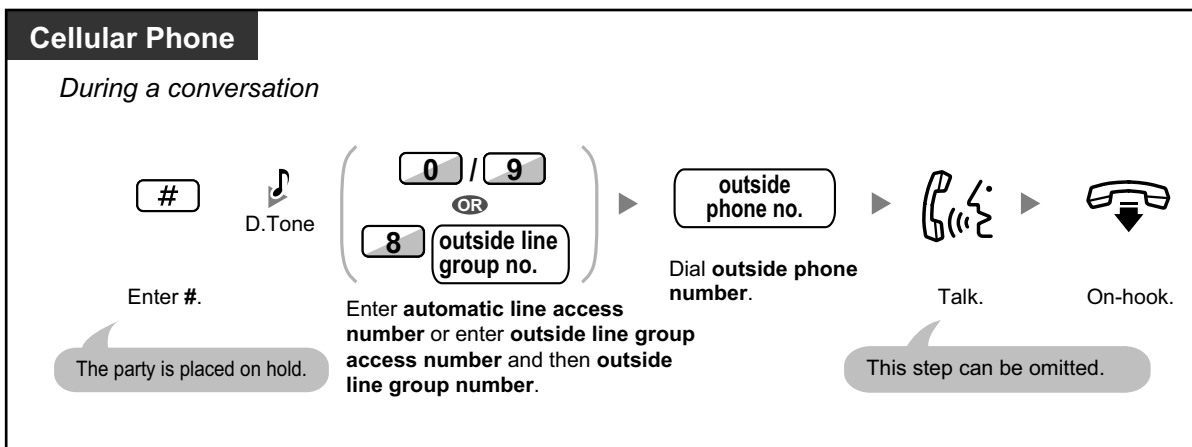 Cellular Phone
During a conversation
#
D.Tone
0 / 9
OR
8 outside line
group no.
outside
phone no.
Enter #.
The party is placed on hold.
Enter automatic line access
number or enter outside line group
access number and then outside
line group number.
Dial outside phone
number.
Talk.
This step can be omitted.
On-hook.